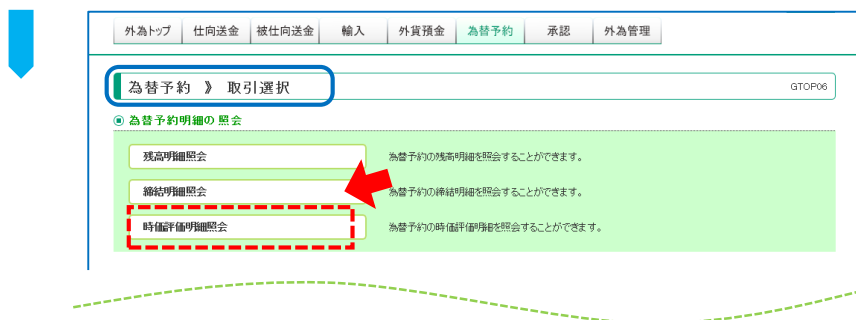 外為トップ 仕向送金 被仕向送金 輸入 外貨預金 為替予約 承認 外為管理
為替予約 》 取引選択 GTOP06
為替予約明細の照会
残高明細照会 為替予約の残高明細を照会することができます。
締結明細照会 為替予約の締結明細を照会することができます。
時価評価明細照会 為替予約の時価評価明細を照会することができます。